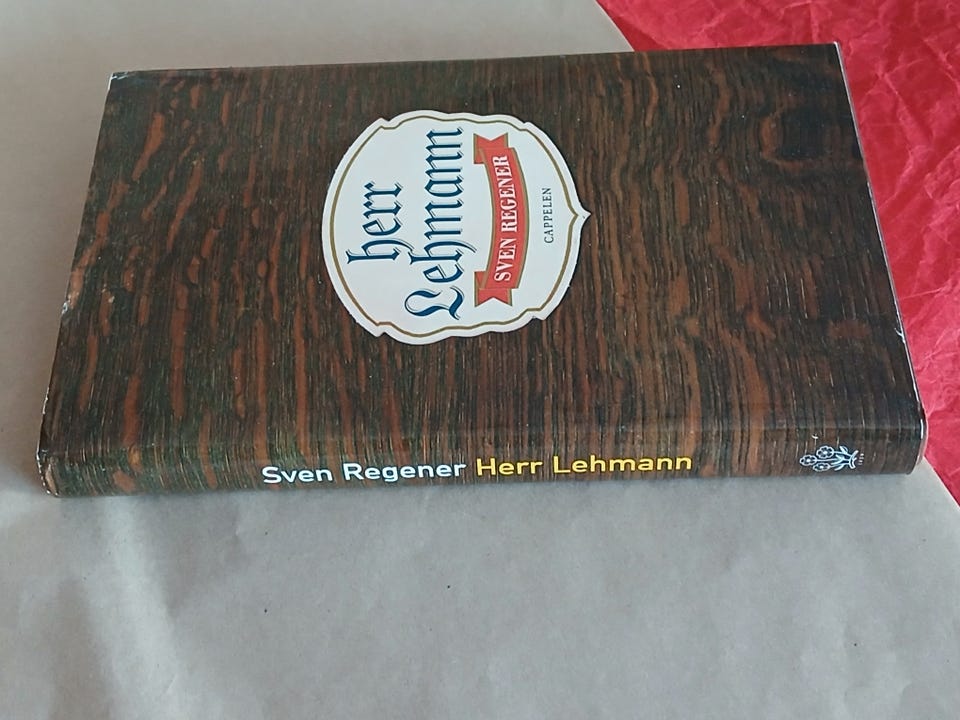 herr
Lehmann
SVEN REGENER
CAPPELEN
Sven Regener Herr Lehmann